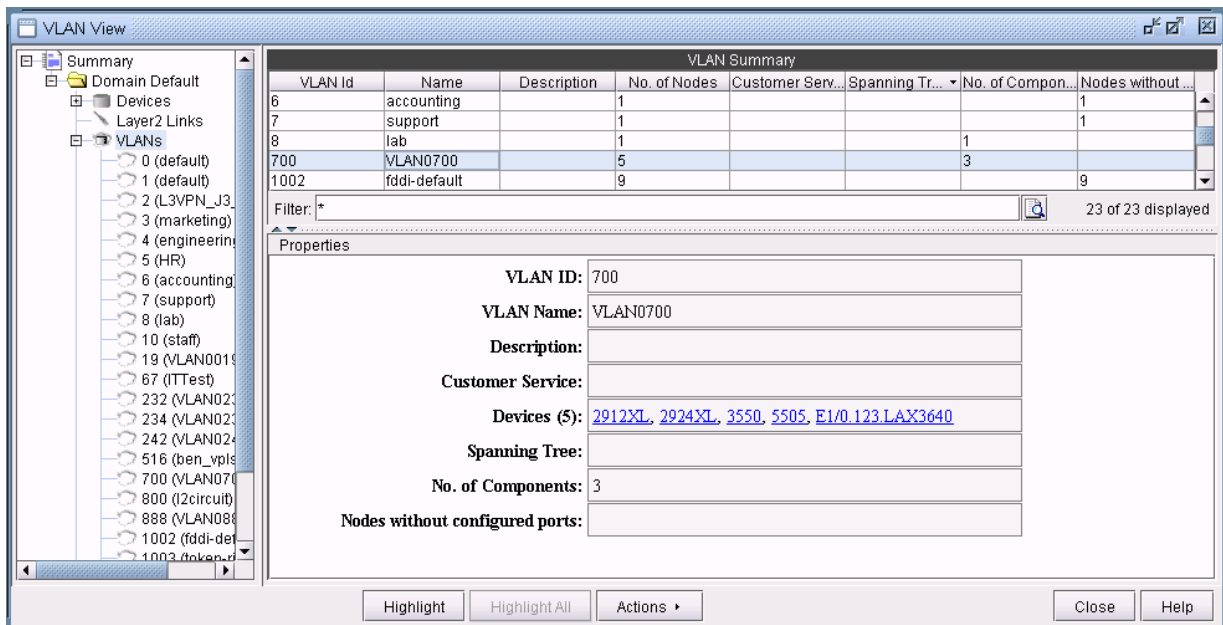 VLAN View
Summary
Domain Default
Devices
Layer2 Links
VLANs
0 (default)
1 (default)
2 (L3VPN_J3_
3 (marketing)
4 (engineering
5 (HR)
6 (accounting)
7 (support)
8 (lab)
10 (staff)
19 (VLAN0019
67 (ITTest)
232 (VLAN023
234 (VLAN023
242 (VLAN024
516 (ben_vpls
700 (VLAN070
800 (l2circuit)
888 (VLAN088
1002 (fddi-def
1003 (token-ri
VLAN Summary
VLAN Id Name Description No. of Nodes Customer Serv... Spanning Tr... No. of Compon... Nodes without ...
6 accounting 1 1
7 support 1 1
8 lab 1 1
700 VLAN0700 5 3
1002 fddi-default 9 9
Filter: * 23 of 23 displayed
Properties
VLAN ID: 700
VLAN Name: VLAN0700
Description:
Customer Service:
Devices (5): 2912XL, 2924XL, 3550, 5505, E1/0.123.LAX3640
Spanning Tree:
No. of Components: 3
Nodes without configured ports:
Highlight Highlight All Actions Close Help